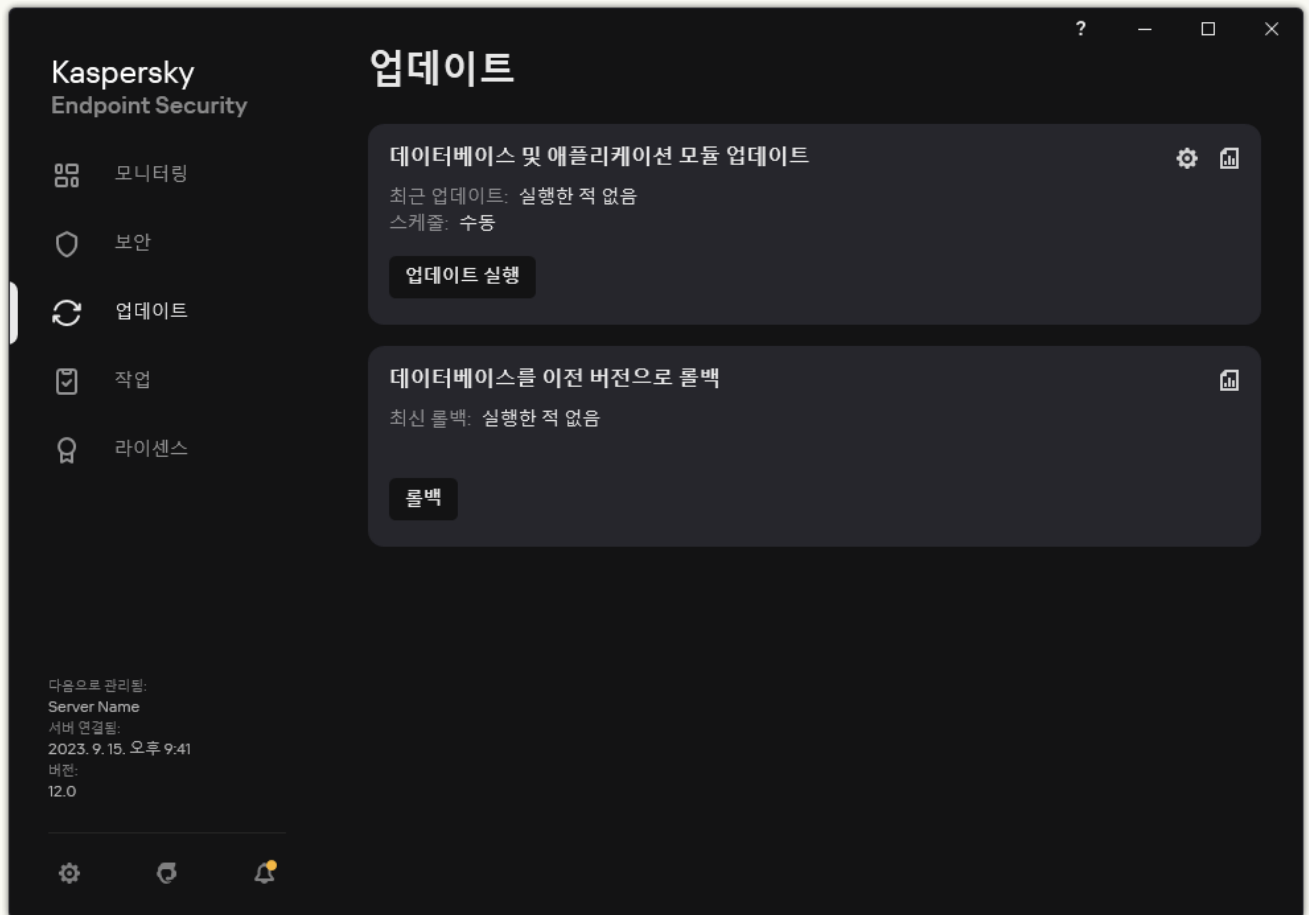 Kaspersky
Endpoint Security
모니터링
보안
업데이트
작업
라이센스
다음으로 관리됨:
Server Name
서버 연결됨:
2023. 9. 15. 오후 9:41
버전:
12.0
?
업데이트
데이터베이스 및 애플리케이션 모듈 업데이트
최근 업데이트: 실행한 적 없음
스케줄: 수동
업데이트 실행
데이터베이스를 이전 버전으로 롤백
최신 롤백: 실행한 적 없음
롤백